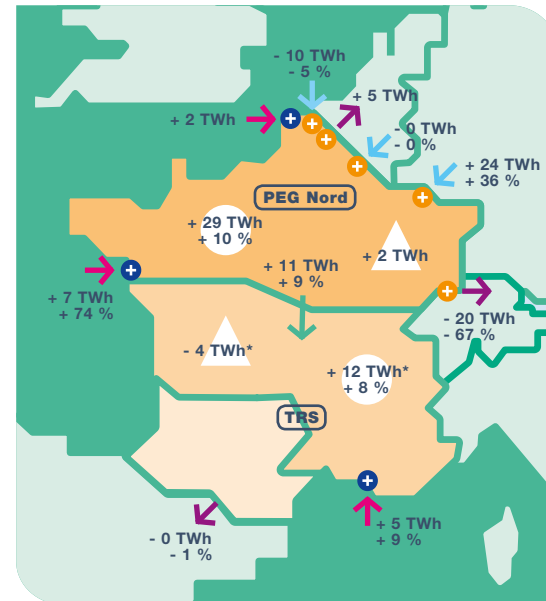 - 10 TWh
- 5 %
+ 5 TWh
+ 2 TWh
- 0 TWh
- 0 %
+ 24 TWh
+ 36 %
PEG Nord
+ 29 TWh
+ 10 %
+ 2 TWh
+ 11 TWh
+ 9 %
+ 7 TWh
+ 74 %
- 20 TWh
- 67 %
- 4 TWh*
+ 12 TWh*
+ 8 %
TRS
+ 5 TWh
+ 9 %
- 0 TWh
- 1 %